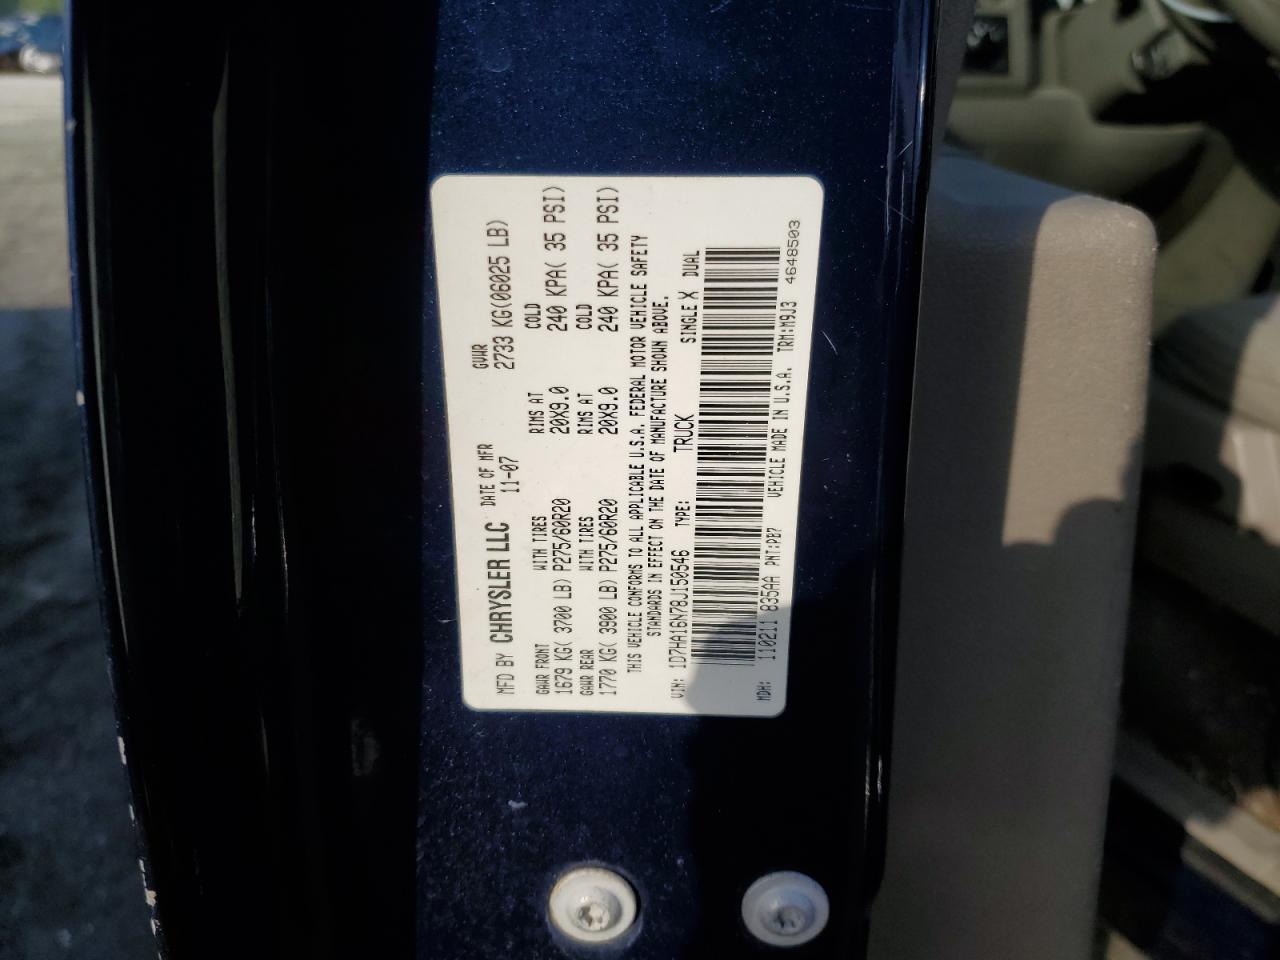 MFD BY CHRYSLER LLC DATE OF MFR 11-07 GVWR 2733 KG(06025 LB)
GAWR FRONT WITH TIRES RIMS AT COLD
1679 KG( 3700 LB) P275/60R20 20X9.0 240 KPA( 35 PSI)
GAWR REAR WITH TIRES RIMS AT COLD
1770 KG( 3900 LB) P275/60R20 20X9.0 240 KPA( 35 PSI)
THIS VEHICLE CONFORMS TO ALL APPLICABLE U.S.A. FEDERAL MOTOR VEHICLE SAFETY
STANDARDS IN EFFECT ON THE DATE OF MANUFACTURE SHOWN ABOVE.
VIN: 1D7HA16N78J150546 TYPE: TRUCK SINGLE X DUAL
MDH: 110211 835AA PNT:PB7 VEHICLE MADE IN U.S.A. TRM:M9J3 4648503